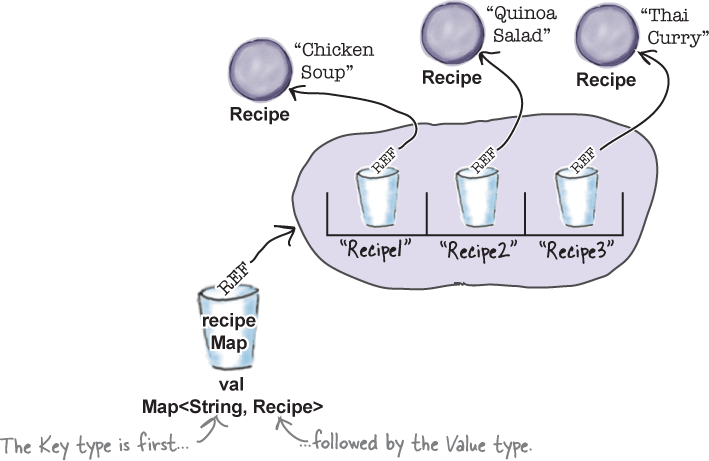 “Chicken
Soup”
Recipe
“Quinoa
Salad”
Recipe
“Thai
Curry”
Recipe
REF
REF
REF
“Recipe1”
“Recipe2”
“Recipe3”
REF
recipe
Map
val
Map<String, Recipe>
The Key type is first...
...followed by the Value type.